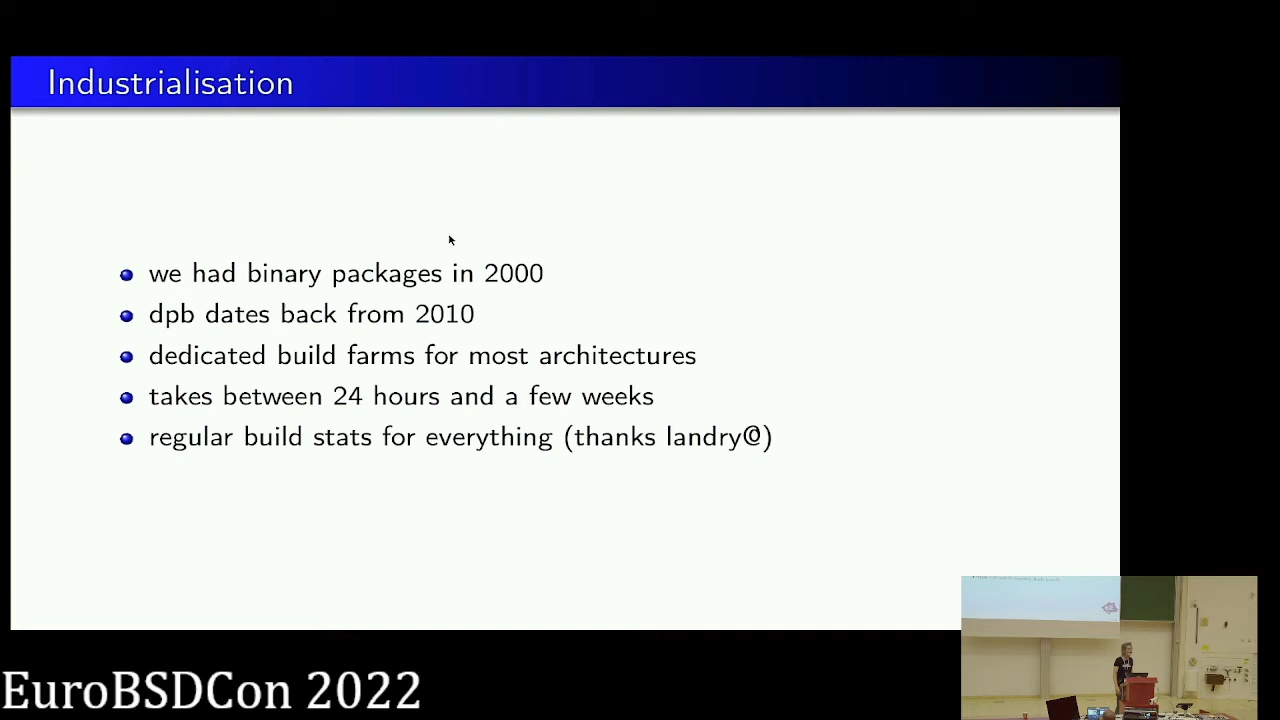 Industrialisation
we had binary packages in 2000
dpb dates back from 2010
dedicated build farms for most architectures
takes between 24 hours and a few weeks
regular build stats for everything (thanks landry@)
EuroBSDCon 2022